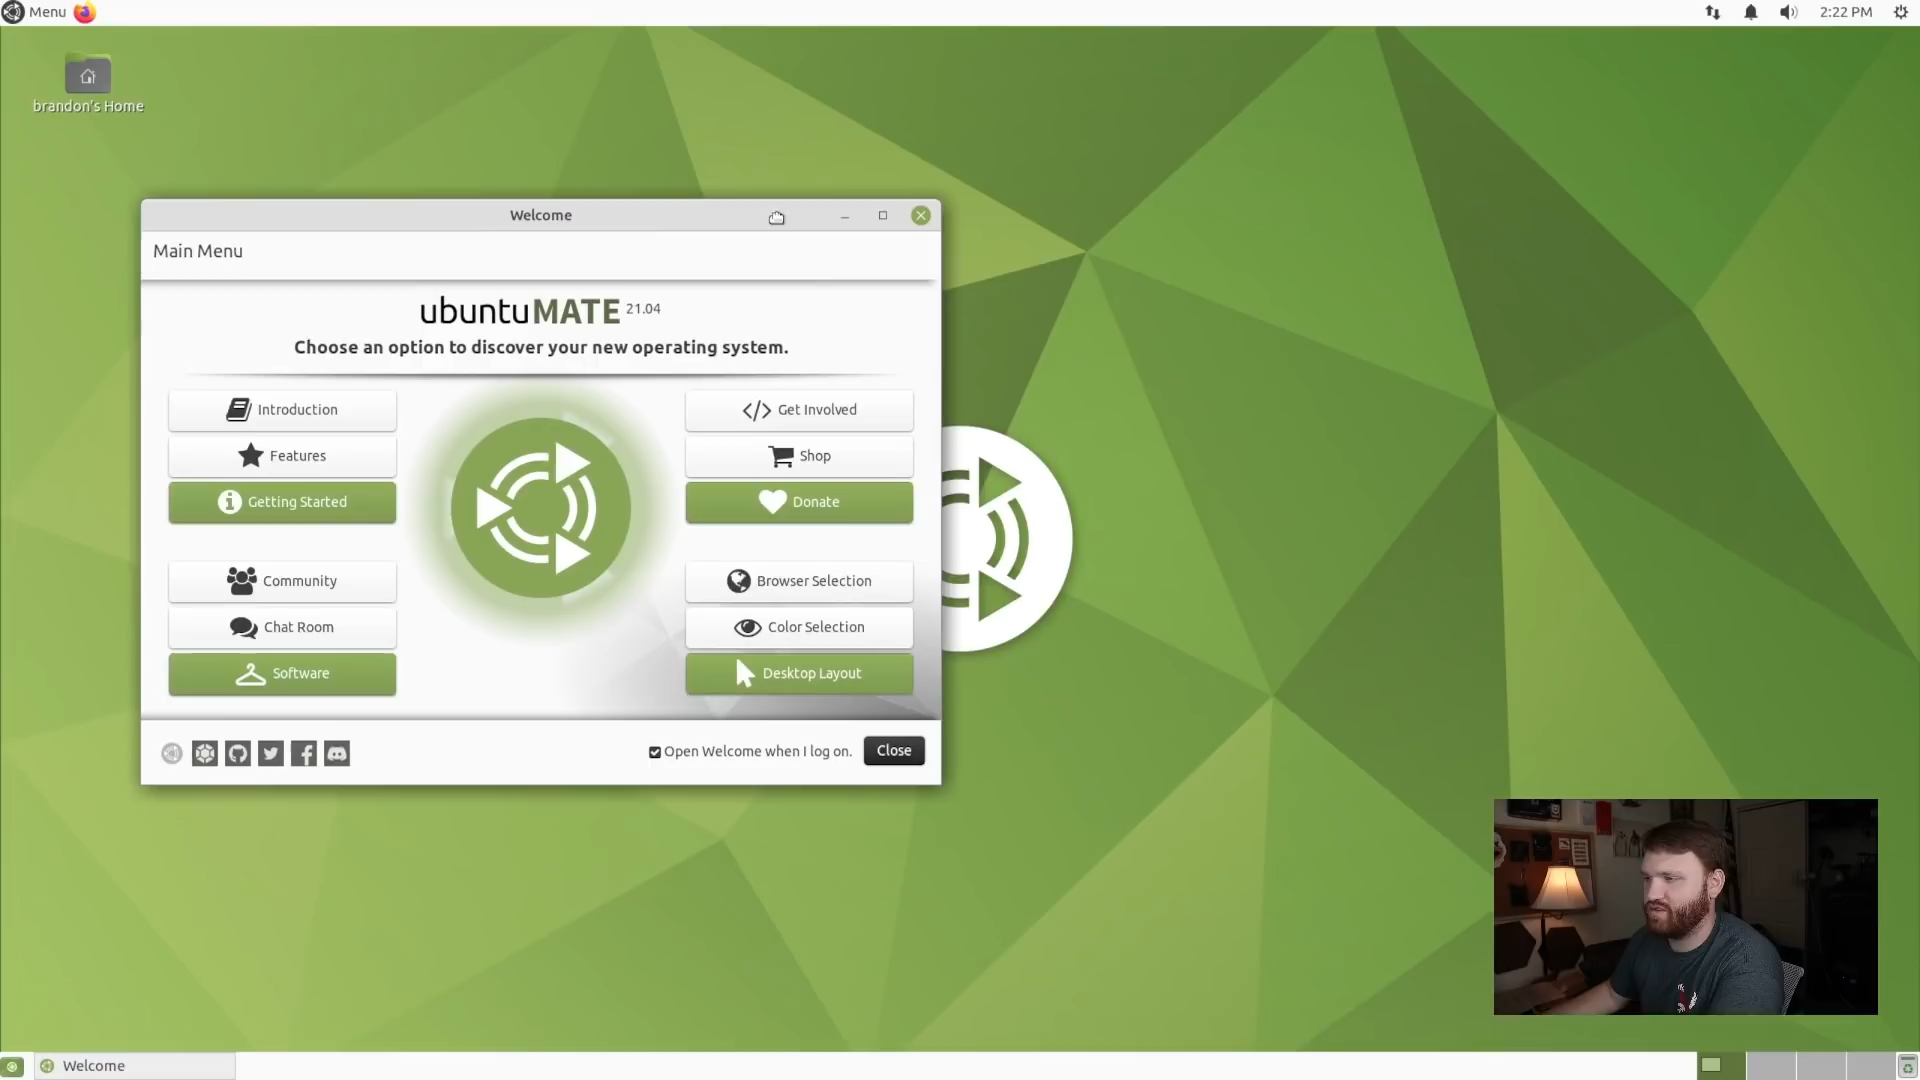 Menu
2:22 PM
brandon's Home
Welcome
Main Menu
ubuntuMATE 21.04
Choose an option to discover your new operating system.
Introduction
Features
Getting Started
Community
Chat Room
Software
Get Involved
Shop
Donate
Browser Selection
Color Selection
Desktop Layout
Open Welcome when I log on.
Close
Welcome